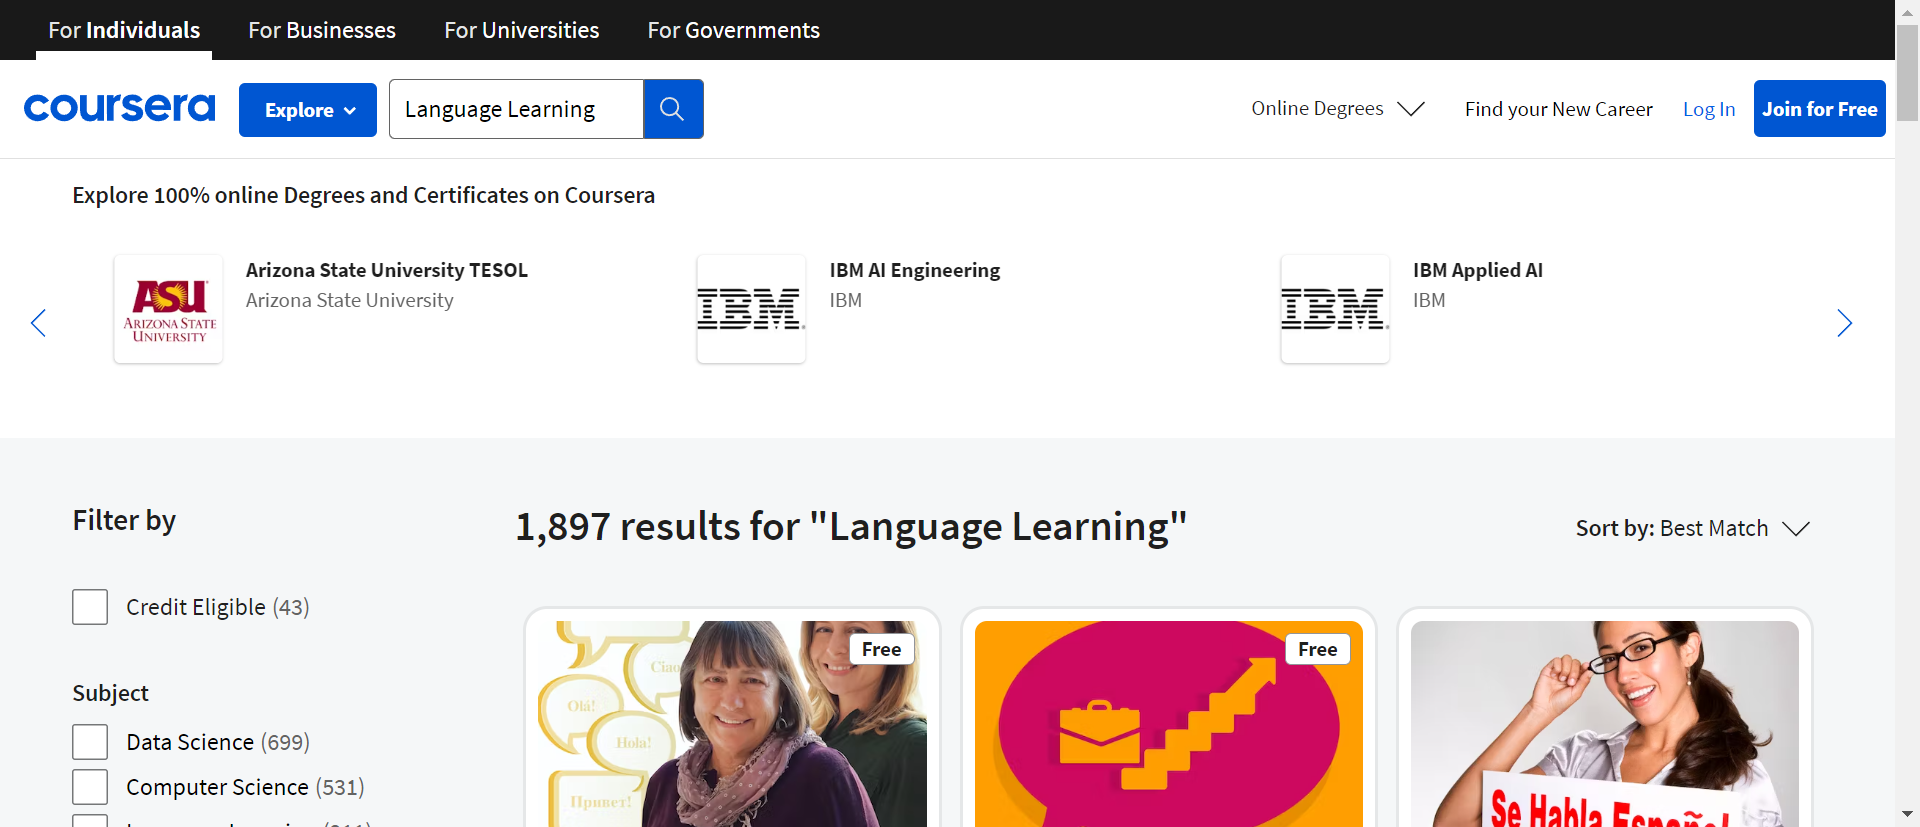 For Individuals
For Businesses
For Universities
For Governments
coursera
Explore
Language Learning
Online Degrees
Find your New Career
Log In
Join for Free
Explore 100% online Degrees and Certificates on Coursera
ASU
ARIZONA STATE
UNIVERSITY
Arizona State University TESOL
Arizona State University
IBM
IBM AI Engineering
IBM
IBM
IBM Applied AI
IBM
Filter by
1,897 results for "Language Learning"
Sort by: Best Match
Credit Eligible (43)
Subject
Data Science (699)
Computer Science (531)
Free
Ciao
Olá!
Hola!
Привет!
Free
Se Habla Español